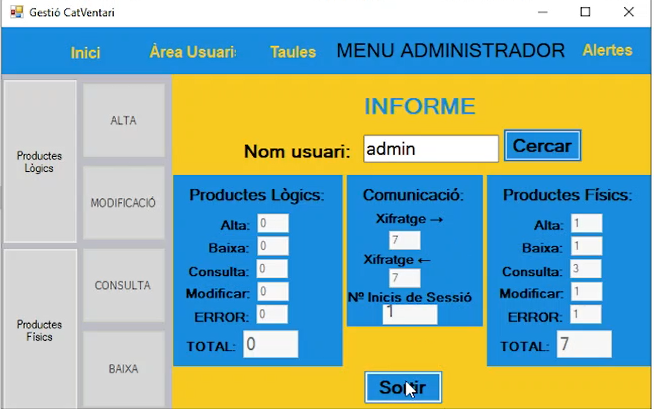 Gestió CatVentari
Inici Àrea Usuari: Taules MENU ADMINISTRADOR Alertes
Productes Lògics
ALTA
MODIFICACIÓ
Productes Físics
CONSULTA
BAIXA
INFORME
Nom usuari: admin Cercar
Productes Lògics:
Alta: 0
Baixa: 0
Consulta: 0
Modificar: 0
ERROR: 0
TOTAL: 0
Comunicació:
Xifratge →
7
Xifratge ←
7
Nº Inicis de Sessió
1
Productes Físics:
Alta: 1
Baixa: 1
Consulta: 3
Modificar: 1
ERROR: 1
TOTAL: 7
Sortir